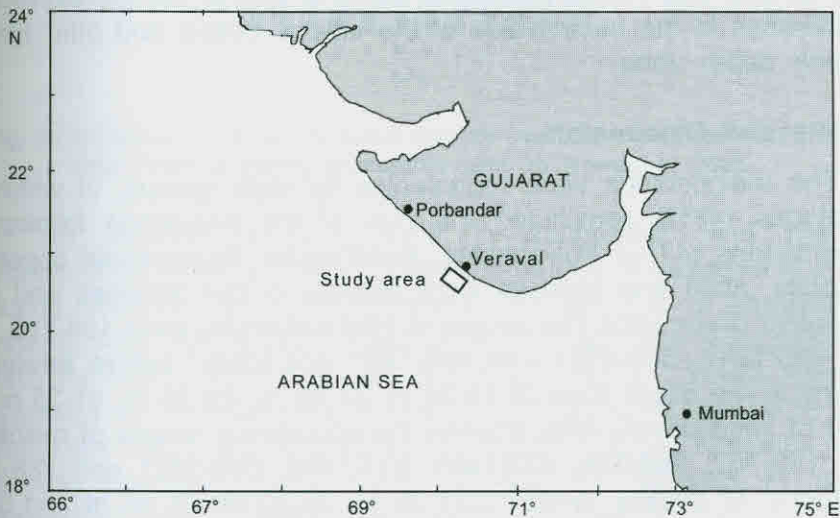 24°
N
22°
GUJARAT
Porbandar
Veraval
Study area
20°
ARABIAN SEA
Mumbai
18°
66° 67° 69° 71° 73° 75° E